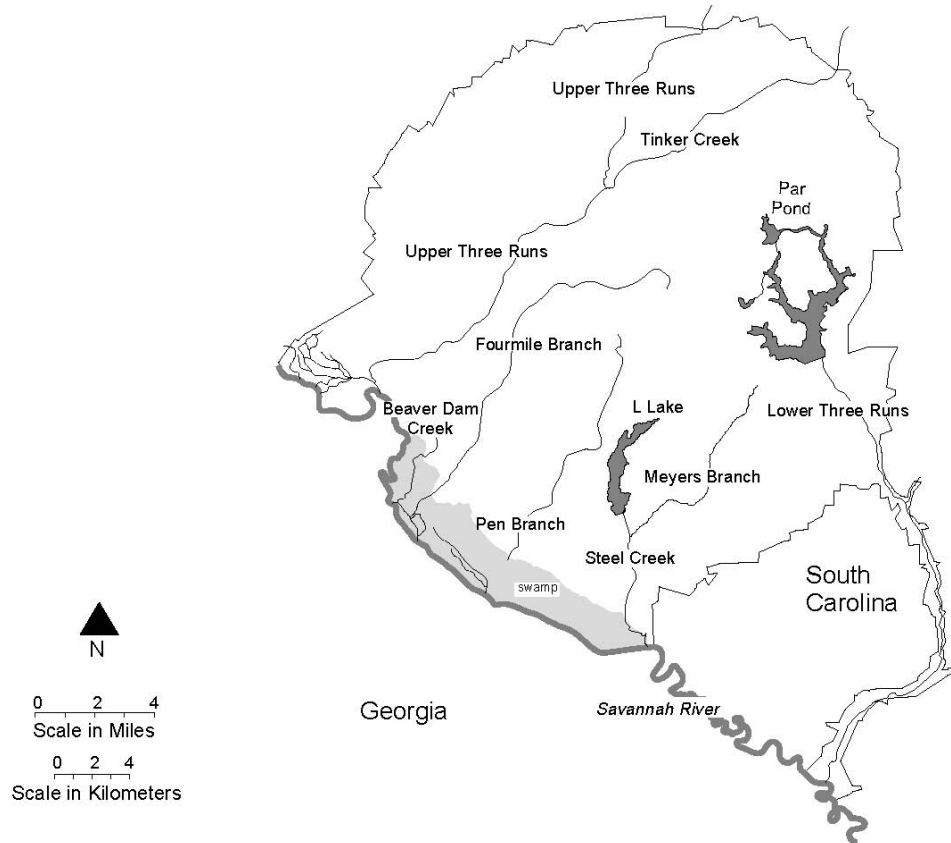 Upper Three Runs
Tinker Creek
Par
Pond
Upper Three Runs
Fourmile Branch
Beaver Dam
Creek
L Lake
Lower Three Runs
Meyers Branch
Pen Branch
Steel Creek
swamp
South
Carolina
N
Georgia
Savannah River
0 2 4
Scale in Miles
0 2 4
Scale in Kilometers